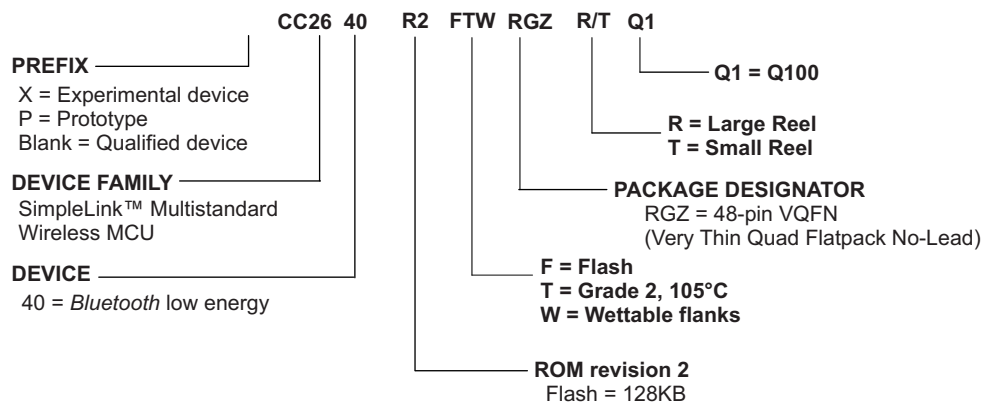 CC26 40 R2 FTW RGZ R/T Q1
PREFIX
X = Experimental device
P = Prototype
Blank = Qualified device
DEVICE FAMILY
SimpleLink™ Multistandard
Wireless MCU
DEVICE
40 = Bluetooth low energy
Q1 = Q100
R = Large Reel
T = Small Reel
PACKAGE DESIGNATOR
RGZ = 48-pin VQFN
(Very Thin Quad Flatpack No-Lead)
F = Flash
T = Grade 2, 105°C
W = Wettable flanks
ROM revision 2
Flash = 128KB